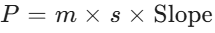 P = m × s × Slope